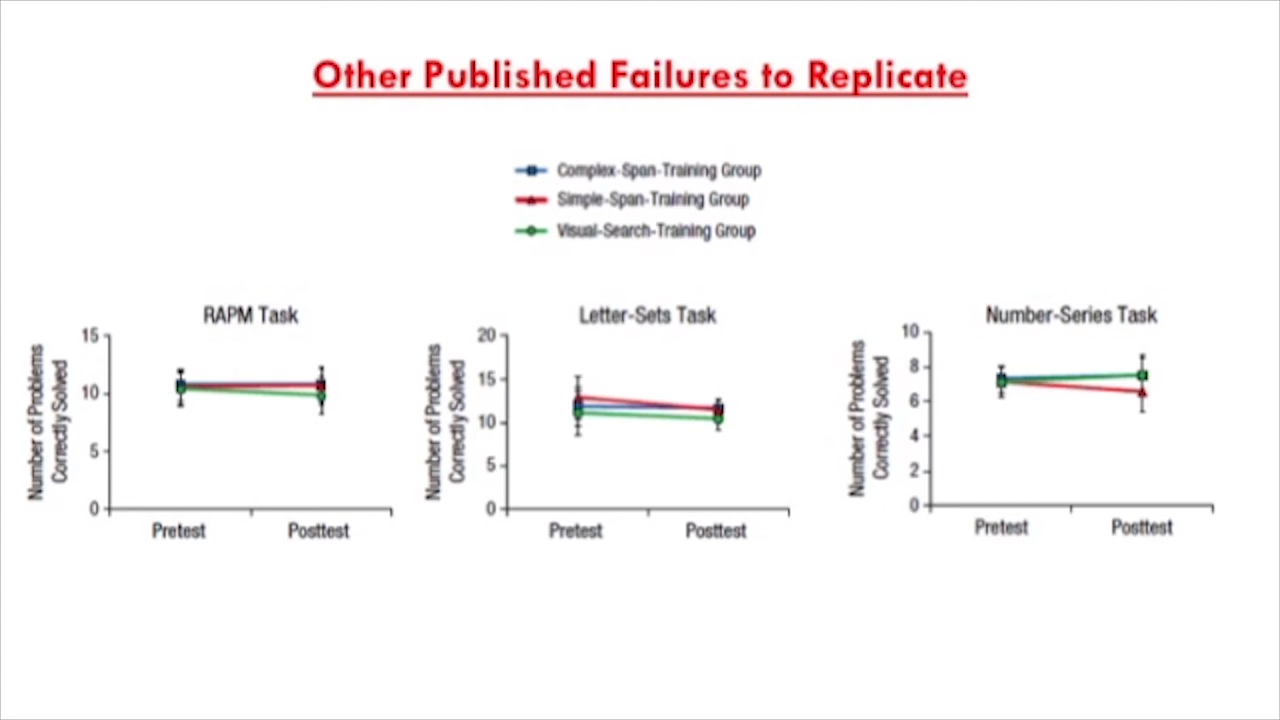 Other Published Failures to Replicate
Complex-Span-Training Group
Simple-Span-Training Group
Visual-Search-Training Group
RAPM Task
Number of Problems
Correctly Solved
15
10
5
0
Pretest
Posttest
Letter-Sets Task
Number of Problems
Correctly Solved
20
15
10
5
0
Pretest
Posttest
Number-Series Task
Number of Problems
Correctly Solved
10
8
6
4
2
0
Pretest
Posttest